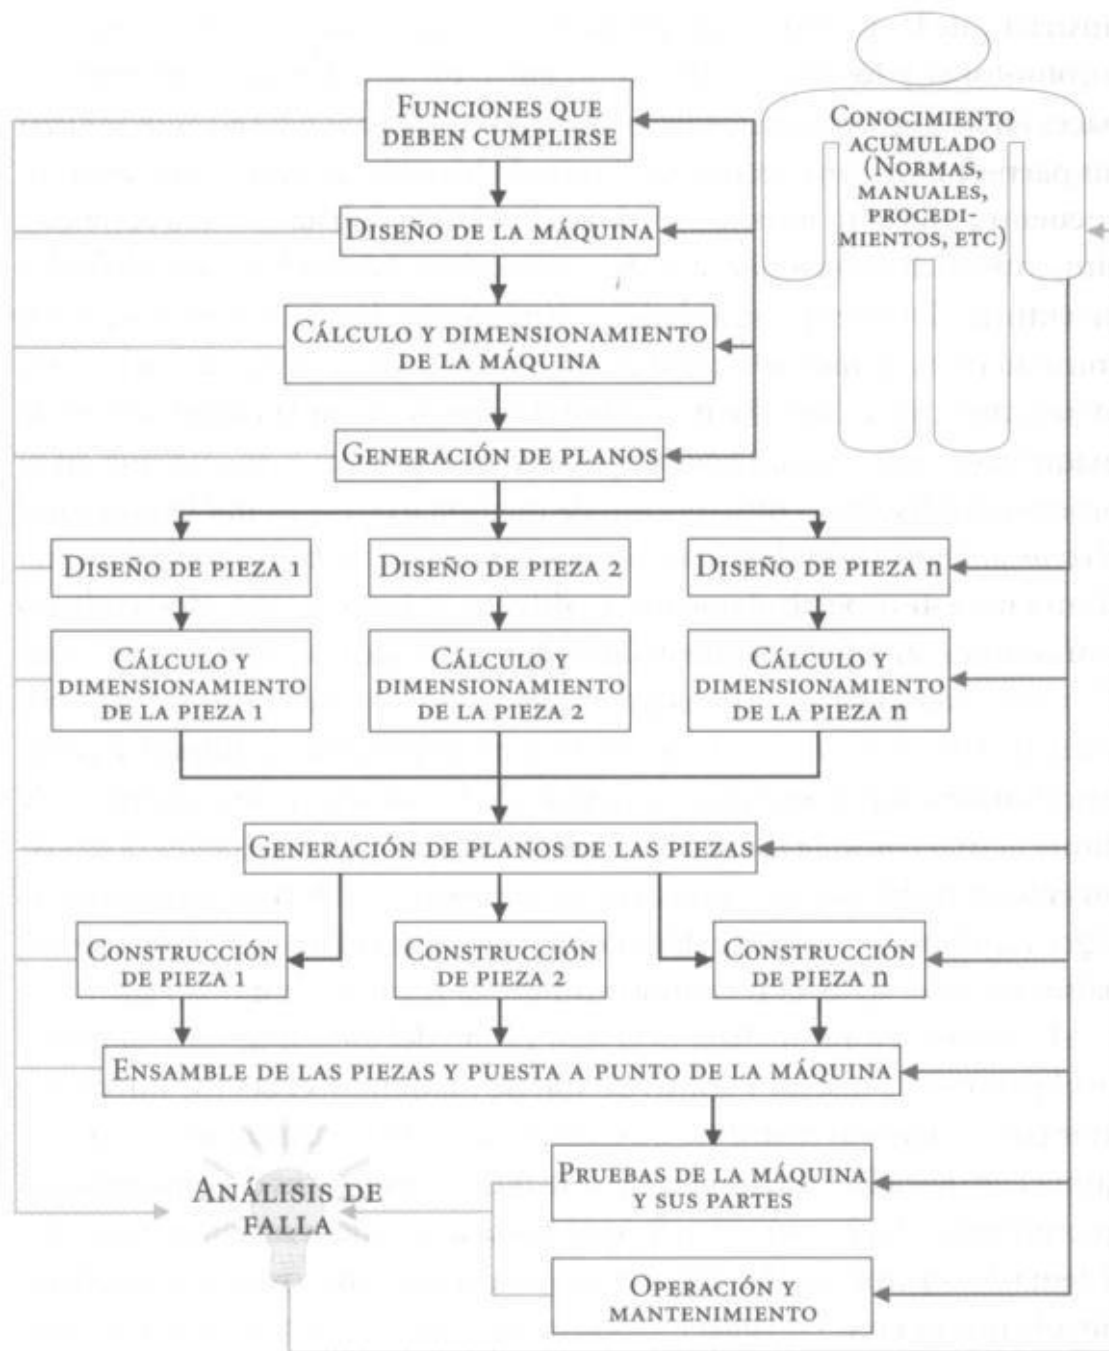 FUNCIONES QUE
DEBEN CUMPLIRSE
CONOCIMIENTO
ACUMULADO
(NORMAS,
MANUALES,
PROCEDI-
MIENTOS, ETC)
DISEÑO DE LA MÁQUINA
CÁLCULO Y DIMENSIONAMIENTO
DE LA MÁQUINA
GENERACIÓN DE PLANOS
DISEÑO DE PIEZA 1
DISEÑO DE PIEZA 2
DISEÑO DE PIEZA n
CÁLCULO Y
DIMENSIONAMIENTO
DE LA PIEZA 1
CÁLCULO Y
DIMENSIONAMIENTO
DE LA PIEZA 2
CÁLCULO Y
DIMENSIONAMIENTO
DE LA PIEZA n
GENERACIÓN DE PLANOS DE LAS PIEZAS
CONSTRUCCIÓN
DE PIEZA 1
CONSTRUCCIÓN
DE PIEZA 2
CONSTRUCCIÓN
DE PIEZA n
ENSAMBLE DE LAS PIEZAS Y PUESTA A PUNTO DE LA MÁQUINA
PRUEBAS DE LA MÁQUINA
Y SUS PARTES
ANÁLISIS DE
FALLA
OPERACIÓN Y
MANTENIMIENTO